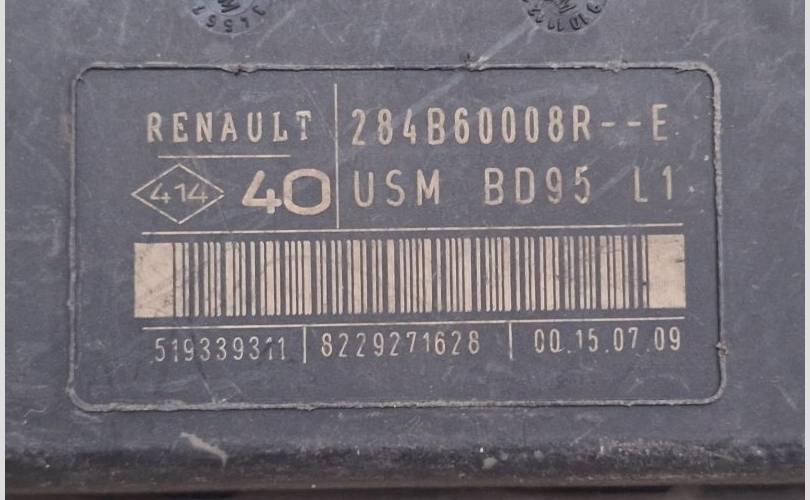 RENAULT 284B60008R--E
414 40 USM BD95 L1
519339311 8229271628 00.15.07.09